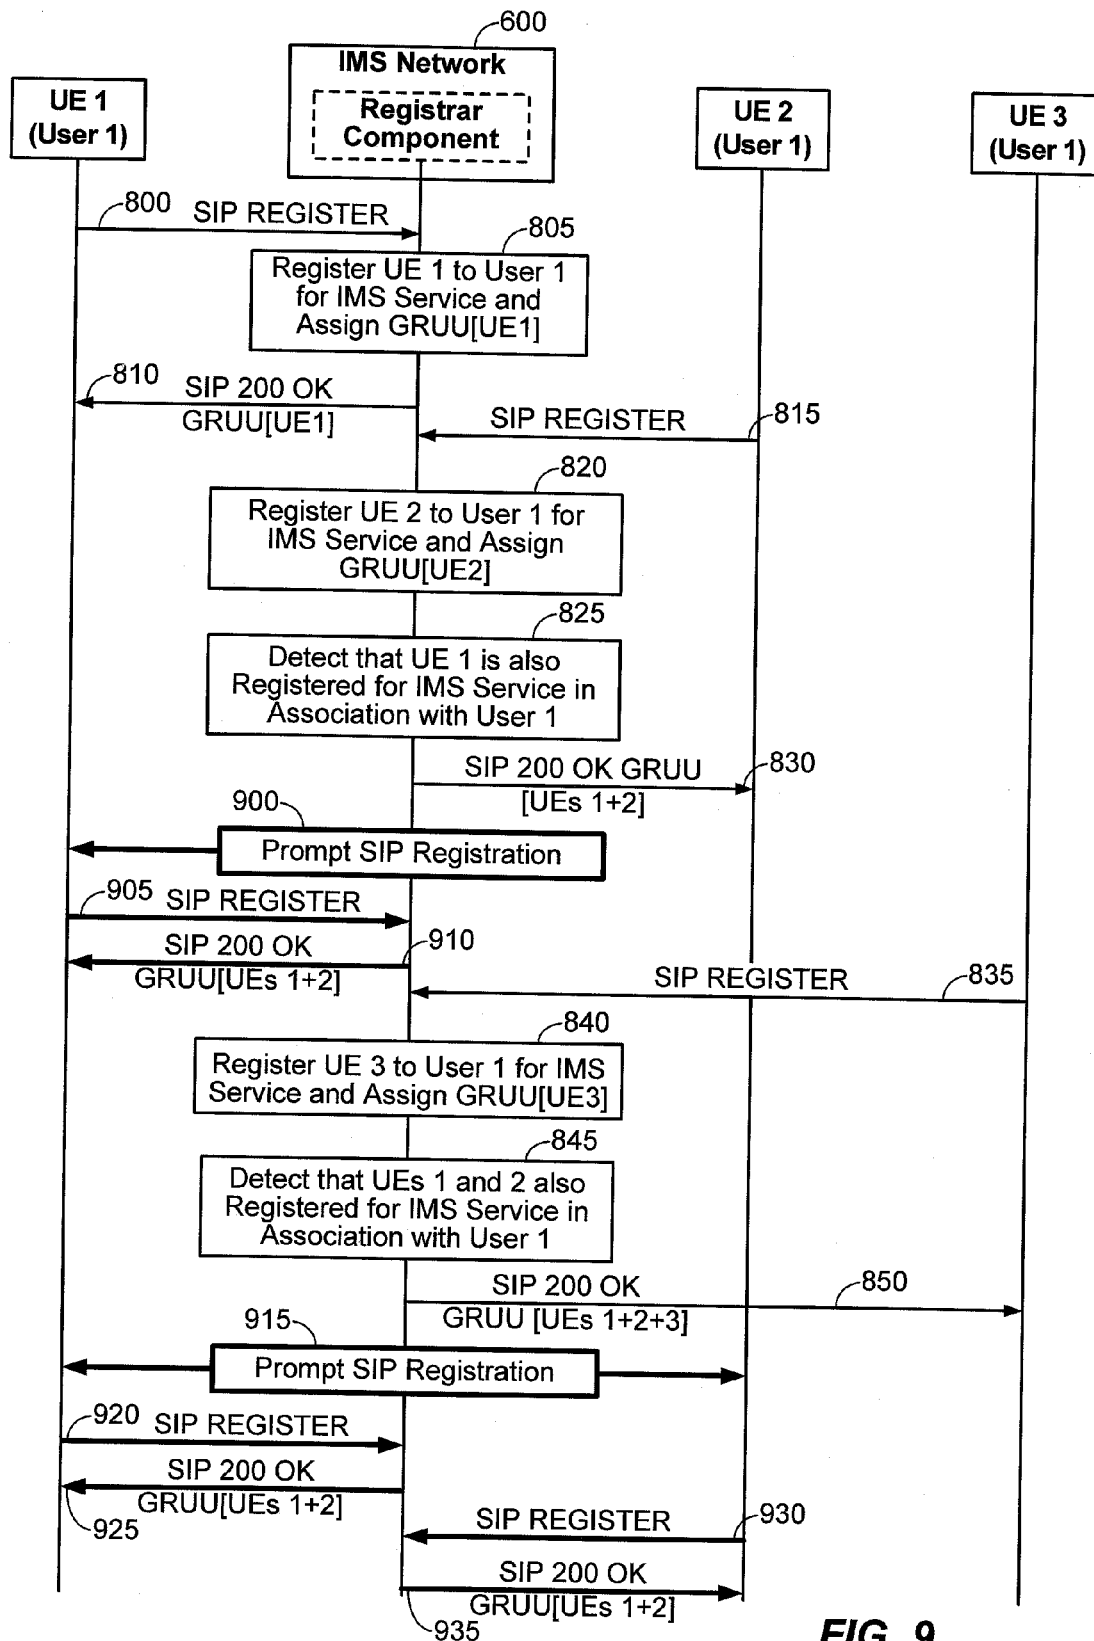 600
IMS Network
Registrar
Component
UE 1
(User 1)
UE 2
(User 1)
UE 3
(User 1)
800
SIP REGISTER
805
Register UE 1 to User 1
for IMS Service and
Assign GRUU[UE1]
810
SIP 200 OK
GRUU[UE1]
SIP REGISTER
815
820
Register UE 2 to User 1 for
IMS Service and Assign
GRUU[UE2]
825
Detect that UE 1 is also
Registered for IMS Service in
Association with User 1
SIP 200 OK GRUU
[UEs 1+2]
830
900
Prompt SIP Registration
905
SIP REGISTER
SIP 200 OK
GRUU[UEs 1+2]
910
SIP REGISTER
835
840
Register UE 3 to User 1 for IMS
Service and Assign GRUU[UE3]
845
Detect that UEs 1 and 2 also
Registered for IMS Service in
Association with User 1
SIP 200 OK
GRUU [UEs 1+2+3]
850
915
Prompt SIP Registration
920
SIP REGISTER
SIP 200 OK
GRUU[UEs 1+2]
925
SIP REGISTER
930
SIP 200 OK
GRUU[UEs 1+2]
935
FIG. 9